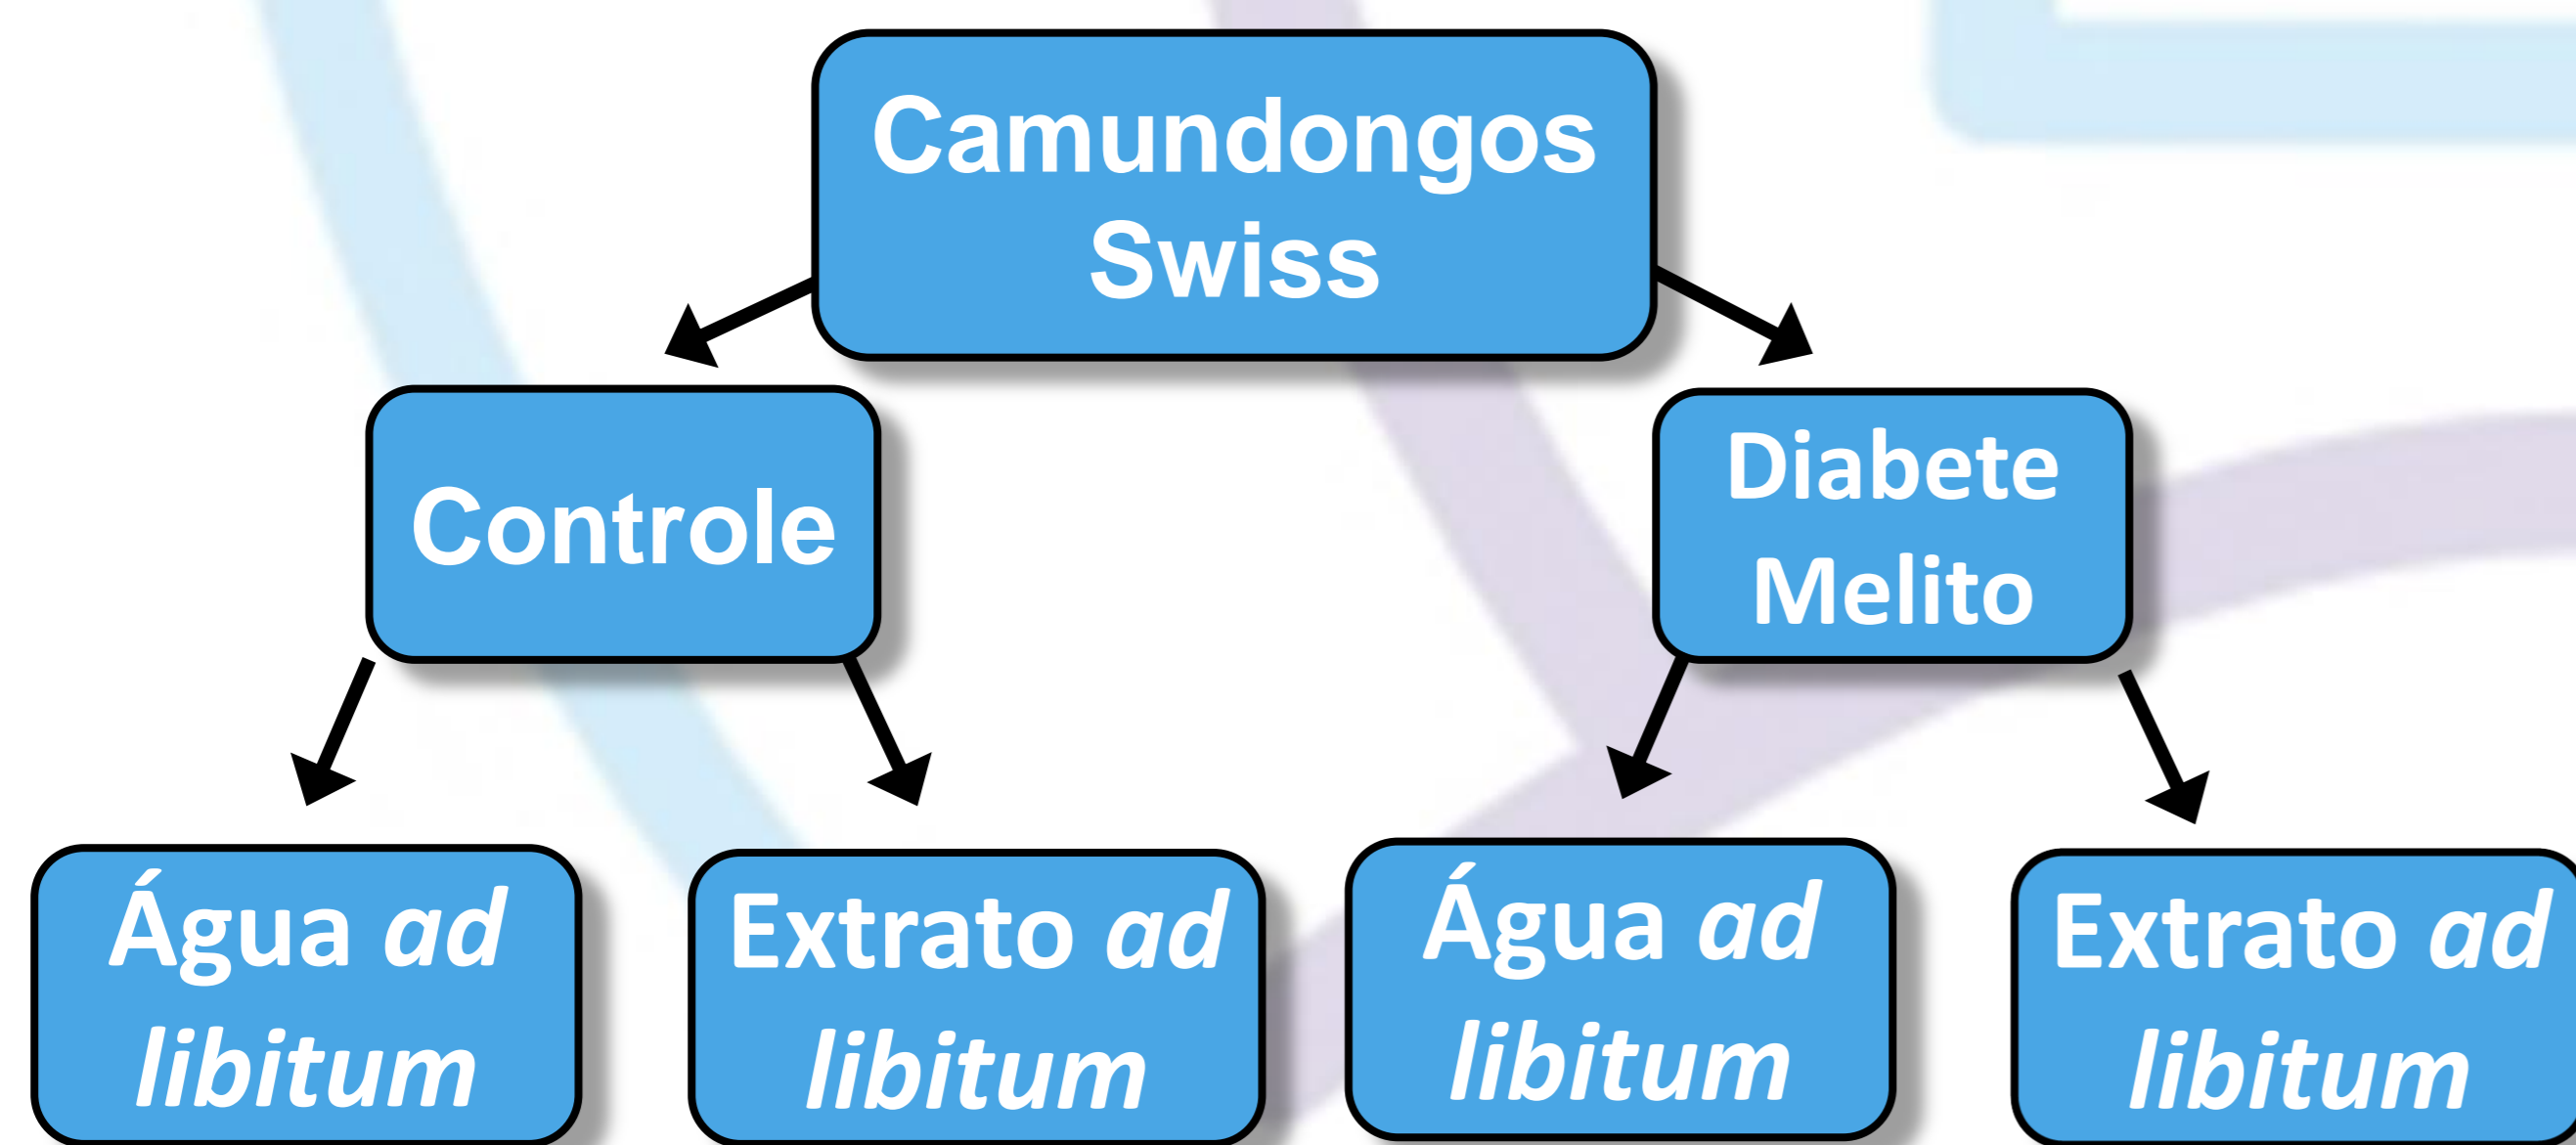 Camundongos
Swiss
Controle
Diabete
Melito
Água ad
libitum
Extrato ad
libitum
Água ad
libitum
Extrato ad
libitum